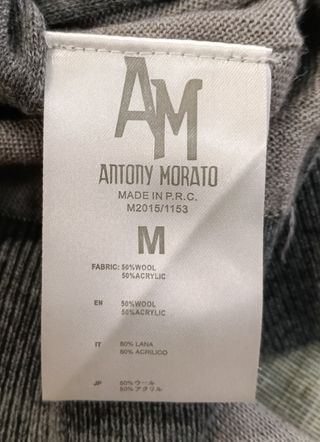 AM
ANTONY MORATO
MADE IN P.R.C.
M2015/1153
M
FABRIC: 50%WOOL
50%ACRYLIC
EN 50%WOOL
50%ACRYLIC
IT 50% LANA
50% ACRILICO
JP 50% ウール
50% アクリル